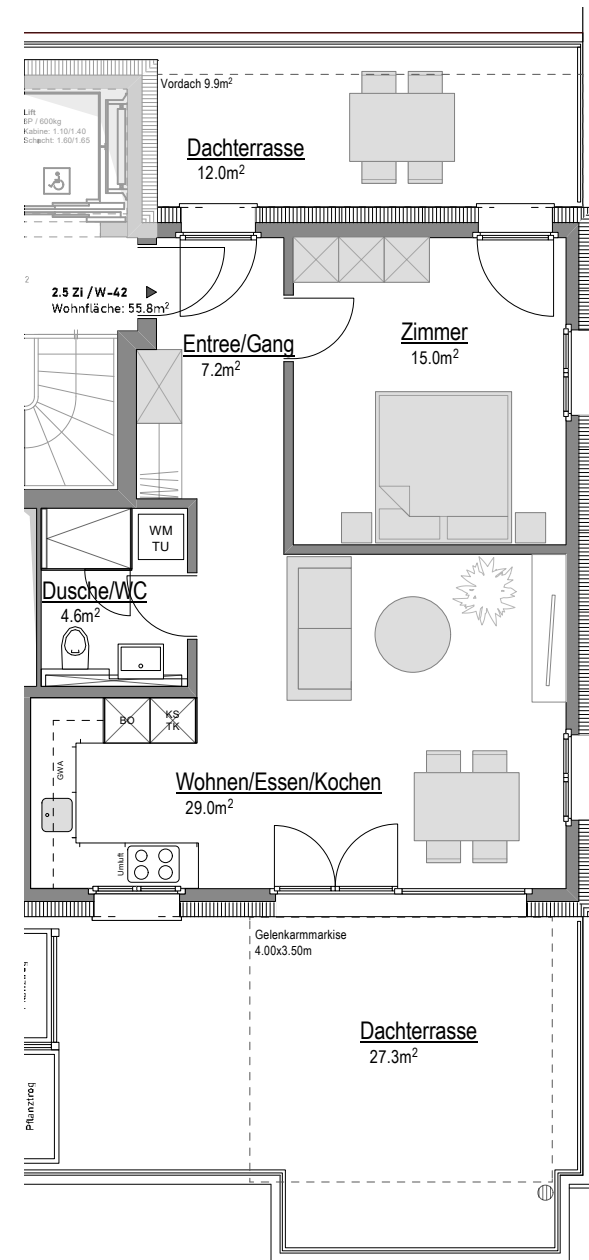 Vordach 9.9m²
Lift
8P / 600kg
Kabine: 1.10/1.40
Schacht: 1.60/1.65
Dachterrasse
12.0m²
2
2.5 Zi / W-42
Wohnfläche: 55.8m²
Entree/Gang
7.2m²
Zimmer
15.0m²
WM
TU
Dusche/WC
4.6m²
BO
KS
TK
GWA
Wohnen/Essen/Kochen
29.0m²
Umluft
Gelenkarmmarkise
4.00x3.50m
Dachterrasse
27.3m²
Pflanztrog